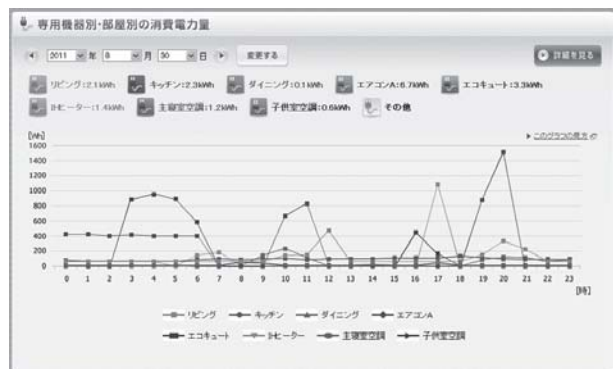 専用機器別・部屋別の消費電力量
2011 年 8 月 30 日 変更する 詳細を見る
リビング:2.1kWh キッチン:2.3kWh ダイニング:0.1kWh エアコンA:6.7kWh エコキュート:3.3kWh
IHヒーター:1.4kWh 主寝室空調:1.2kWh 子供室空調:0.6kWh その他
このグラフの見方
[Wh]
1600
1400
1200
1000
800
600
400
200
0
0 1 2 3 4 5 6 7 8 9 10 11 12 13 14 15 16 17 18 19 20 21 22 23
[時]
リビング キッチン ダイニング エアコンA
エコキュート IHヒーター 主寝室空調 子供室空調